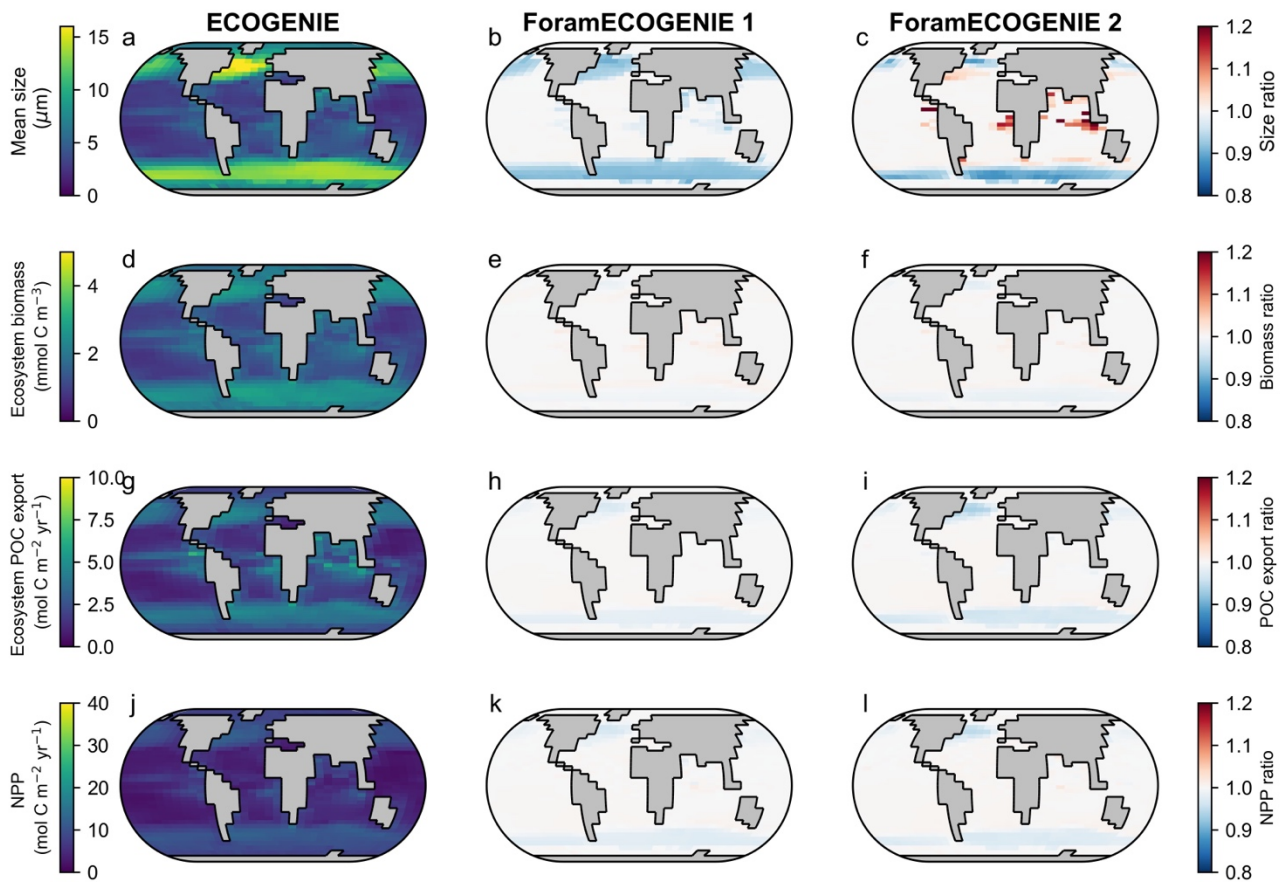 ECOGENIE
ForamECOGENIE 1
ForamECOGENIE 2
a
b
c
Mean size
(μm)
15
10
5
0
1.2
1.1
1.0
0.9
0.8
Size ratio
d
e
f
Ecosystem biomass
(mmol C m⁻³)
4
2
0
1.2
1.1
1.0
0.9
0.8
Biomass ratio
g
h
i
Ecosystem POC export
(mol C m⁻² yr⁻¹)
10.0
7.5
5.0
2.5
0.0
1.2
1.1
1.0
0.9
0.8
POC export ratio
j
k
l
NPP
(mol C m⁻² yr⁻¹)
40
30
20
10
0
1.2
1.1
1.0
0.9
0.8
NPP ratio